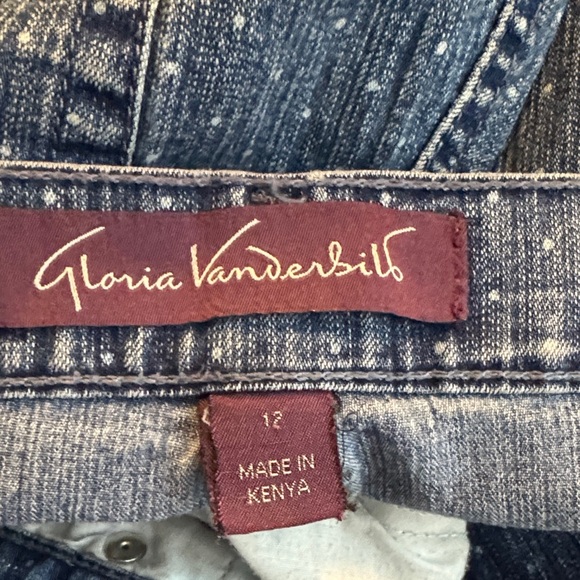 Gloria Vanderbilt
12
MADE IN
KENYA